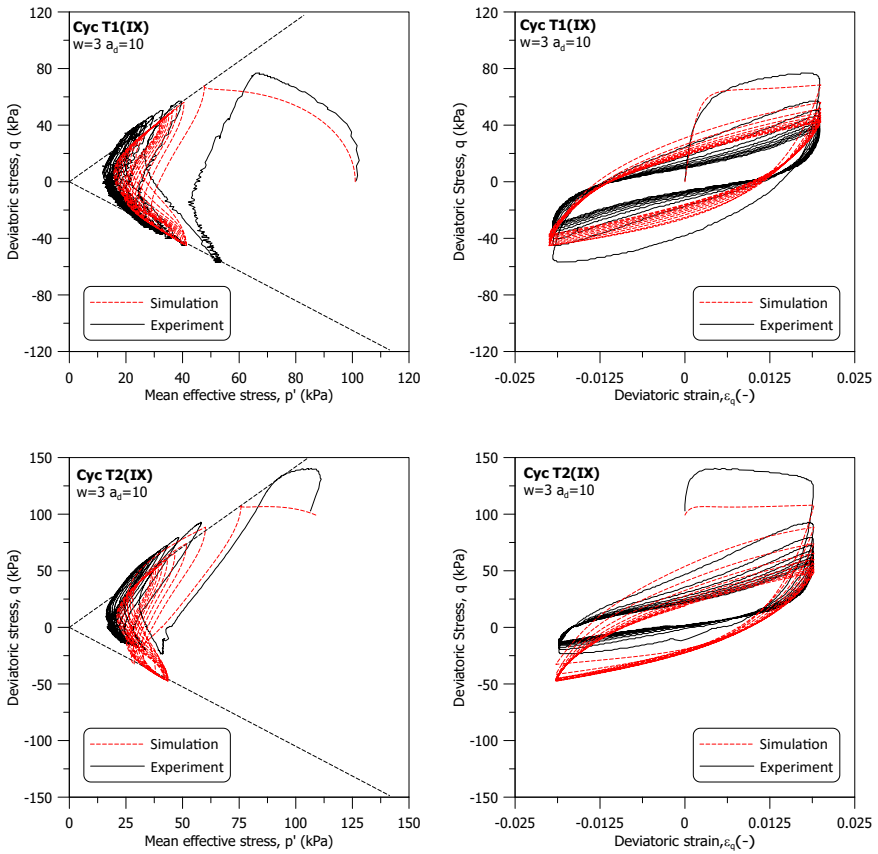 Cyc T1(IX)
w=3 a_d=10
Deviatoric stress, q (kPa)
120
80
40
0
-40
-80
-120
0
20
40
60
80
100
120
Mean effective stress, p' (kPa)
Simulation
Experiment
Cyc T1(IX)
w=3 a_d=10
Deviatoric Stress, q (kPa)
120
80
40
0
-40
-80
-120
-0.025
-0.0125
0
0.0125
0.025
Deviatoric strain,ε_q(-)
Simulation
Experiment
Cyc T2(IX)
w=3 a_d=10
Deviatoric stress, q (kPa)
150
100
50
0
-50
-100
-150
0
25
50
75
100
125
150
Mean effective stress, p' (kPa)
Simulation
Experiment
Cyc T2(IX)
w=3 a_d=10
Deviatoric Stress, q (kPa)
150
100
50
0
-50
-100
-150
-0.025
-0.0125
0
0.0125
0.025
Deviatoric strain,ε_q(-)
Simulation
Experiment